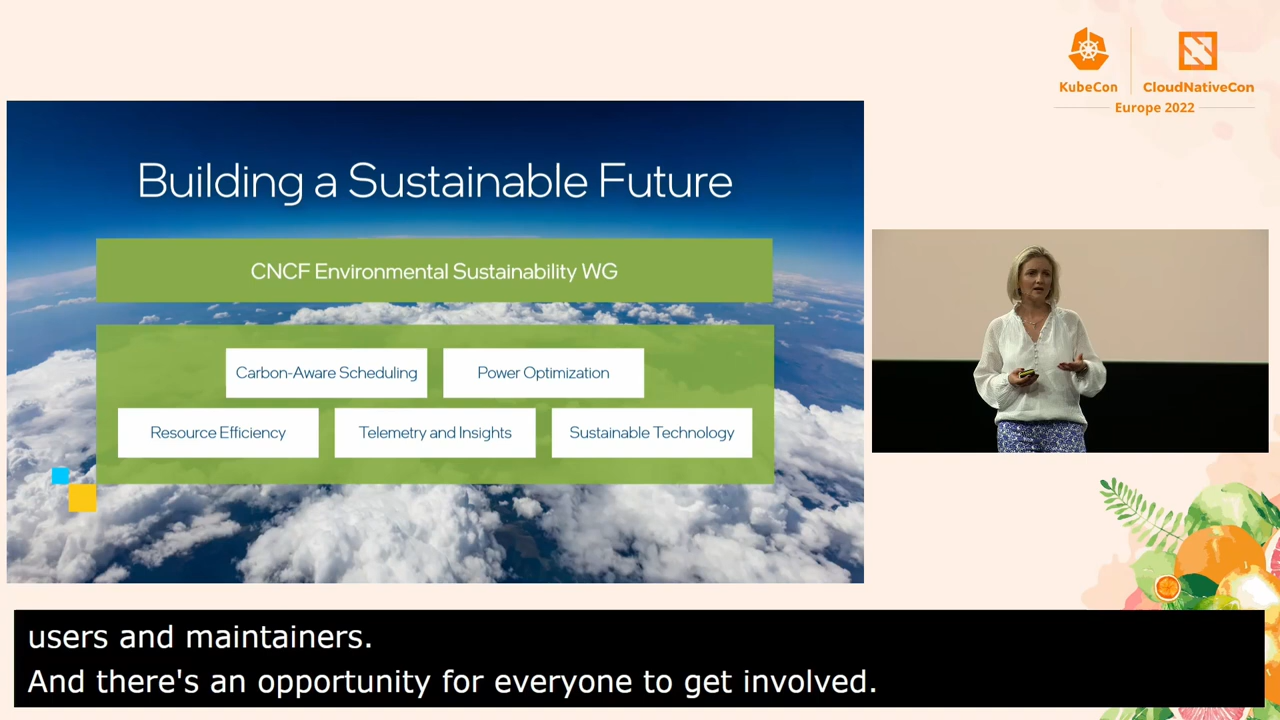 KubeCon
CloudNativeCon
Europe 2022
Building a Sustainable Future
CNCF Environmental Sustainability WG
Carbon-Aware Scheduling
Power Optimization
Resource Efficiency
Telemetry and Insights
Sustainable Technology
users and maintainers.
And there's an opportunity for everyone to get involved.